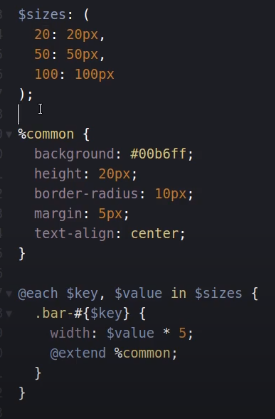 $sizes: (
  20: 20px,
  50: 50px,
  100: 100px
);
%common {
  background: #00b6ff;
  height: 20px;
  border-radius: 10px;
  margin: 5px;
  text-align: center;
}
@each $key, $value in $sizes {
  .bar-#{$key} {
    width: $value * 5;
    @extend %common;
  }
}